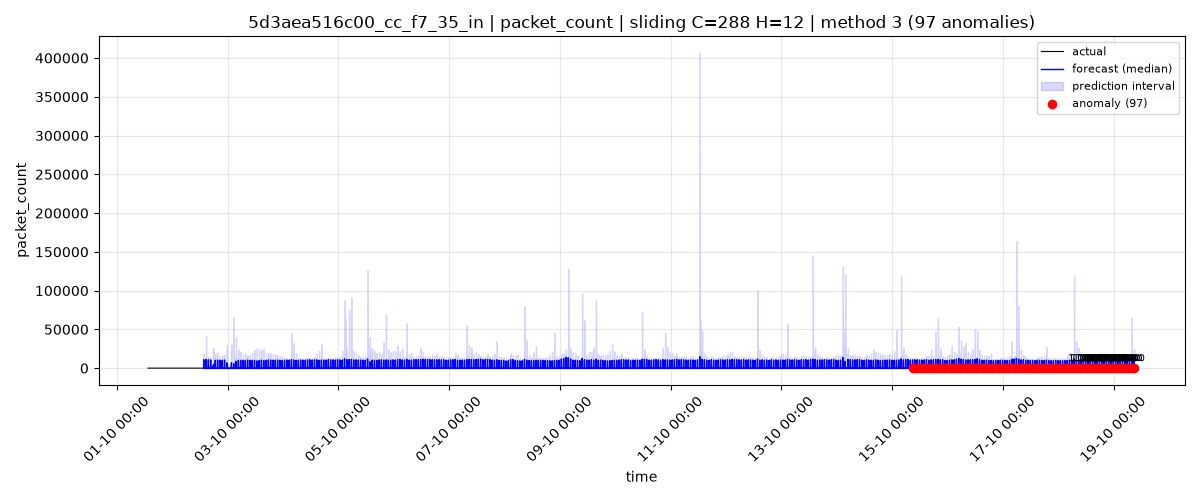 5d3aea516c00_cc_f7_35_in | packet_count | sliding C=288 H=12 | method 3 (97 anomalies)
packet_count
400000
350000
300000
250000
200000
150000
100000
50000
0
actual
forecast (median)
prediction interval
anomaly (97)
01-10 00:00
03-10 00:00
05-10 00:00
07-10 00:00
09-10 00:00
11-10 00:00
13-10 00:00
15-10 00:00
17-10 00:00
19-10 00:00
time